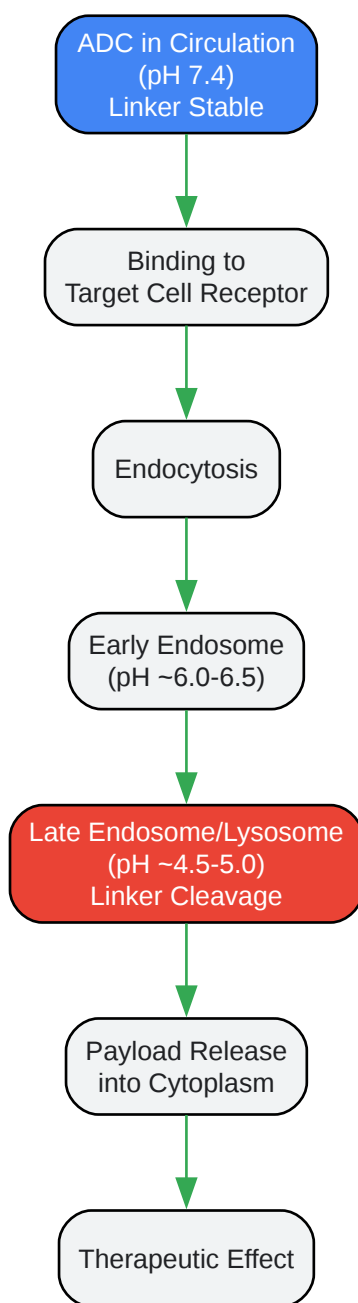 ADC in Circulation
(pH 7.4)
Linker Stable
Binding to
Target Cell Receptor
Endocytosis
Early Endosome
(pH ~6.0-6.5)
Late Endosome/Lysosome
(pH ~4.5-5.0)
Linker Cleavage
Payload Release
into Cytoplasm
Therapeutic Effect